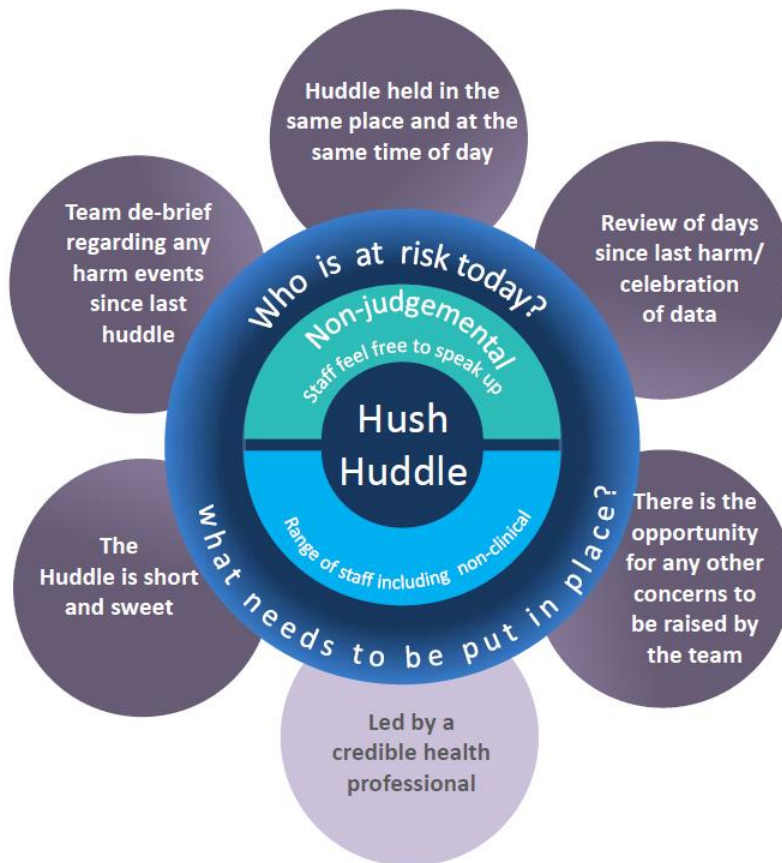 Huddle held in the
same place and at the
same time of day
Team de-brief
regarding any
harm events
since last
huddle
Review of days
since last harm/
celebration
of data
Who is at risk today?
Non-judgemental
Staff feel free to speak up
Hush
Huddle
Range of staff including non-clinical
what needs to be put in place?
The
Huddle is short
and sweet
There is the
opportunity
for any other
concerns to
be raised by
the team
Led by a
credible health
professional